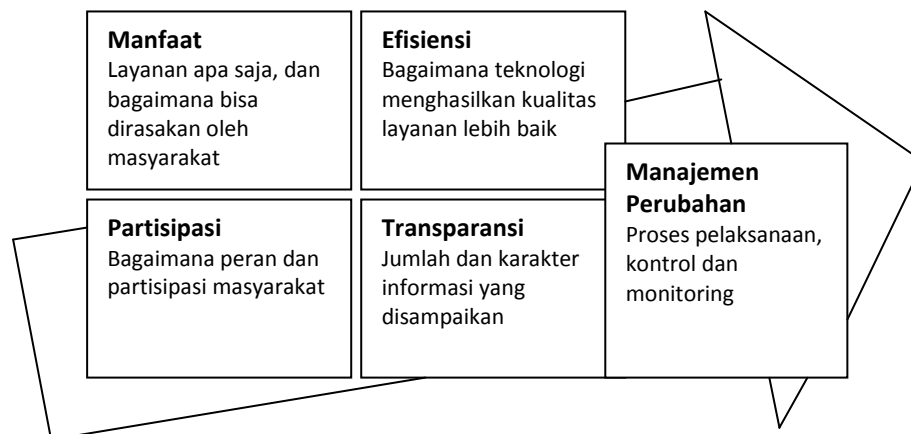 Manfaat
Layanan apa saja, dan
bagaimana bisa
dirasakan oleh
masyarakat
Efisiensi
Bagaimana teknologi
menghasilkan kualitas
layanan lebih baik
Partisipasi
Bagaimana peran dan
partisipasi masyarakat
Transparansi
Jumlah dan karakter
informasi yang
disampaikan
Manajemen
Perubahan
Proses pelaksanaan,
kontrol dan
monitoring